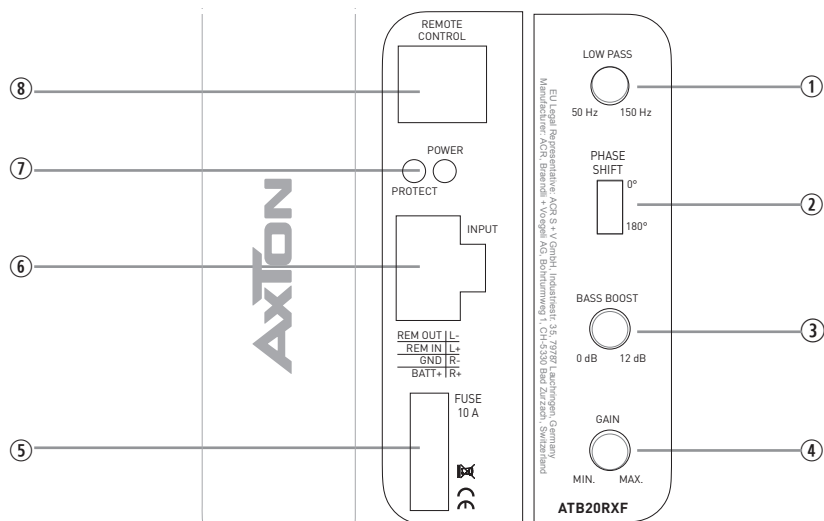 REMOTE
CONTROL
⑧
POWER
⑦
PROTECT
INPUT
⑥
AXTON
REM OUT L-
REM IN L+
GND R-
BATT+ R+
FUSE
10 A
⑤
CE
EU Legal Representative: ACR S + V GmbH, Industriestr. 35, 79787 Lauchringen, Germany
Manufacturer: ACR, Braendli + Voegeli AG, Bohrturmweg 1, CH-5330 Bad Zurzach, Switzerland
LOW PASS
①
50 Hz 150 Hz
PHASE
SHIFT
0°
②
180°
BASS BOOST
③
0 dB 12 dB
GAIN
④
MIN. MAX.
ATB20RXF